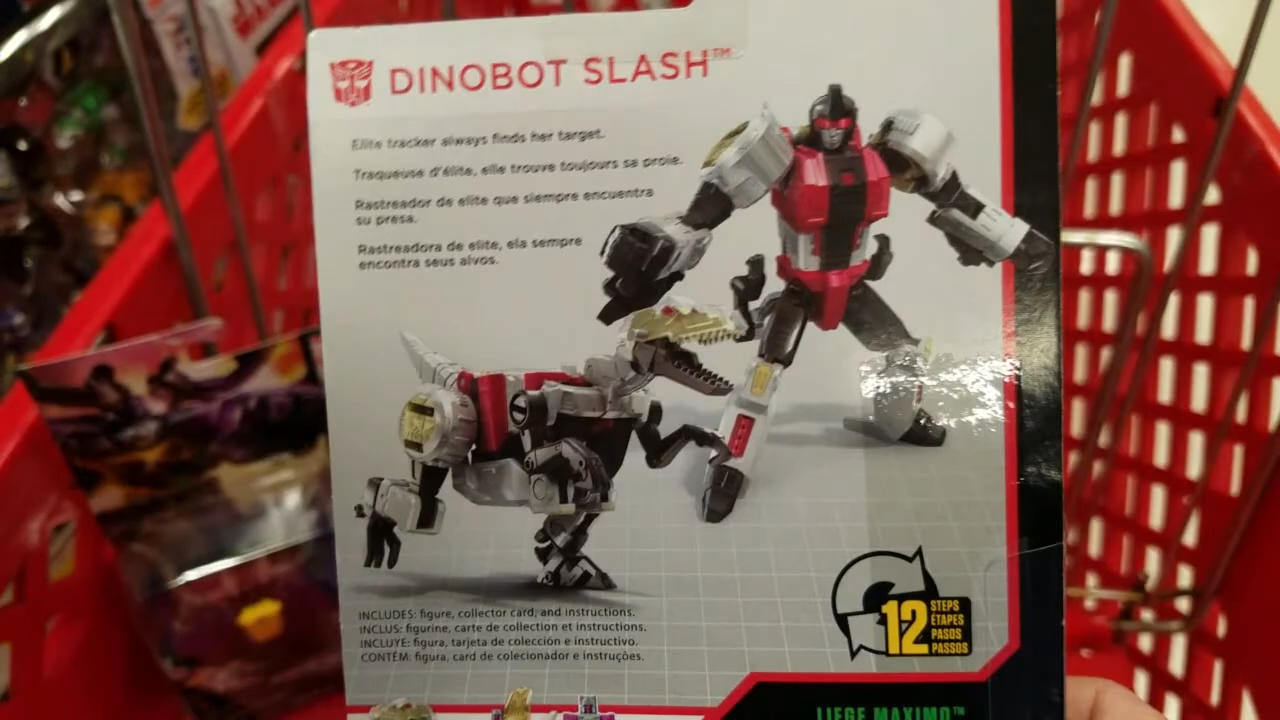 DINOBOT SLASH™
Elite tracker always finds her target.
Traqueuse d'élite, elle trouve toujours sa proie.
Rastreador de elite que siempre encuentra
su presa.
Rastreadora de elite, ela sempre
encontra seus alvos.
INCLUDES: figure, collector card, and instructions.
INCLUS: figurine, carte de collection et instructions.
INCLUYE: figura, tarjeta de colección e instructivo.
CONTÉM: figura, card de colecionador e instruções.
12
STEPS
ÉTAPES
PASOS
PASSOS
LIEGE MAXIMO™